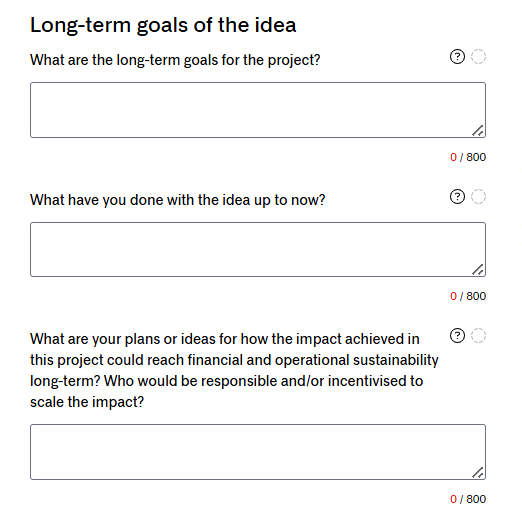 Long-term goals of the idea
What are the long-term goals for the project?
?
0 / 800
What have you done with the idea up to now?
?
0 / 800
What are your plans or ideas for how the impact achieved in
?
this project could reach financial and operational sustainability
long-term? Who would be responsible and/or incentivised to
scale the impact?
0 / 800